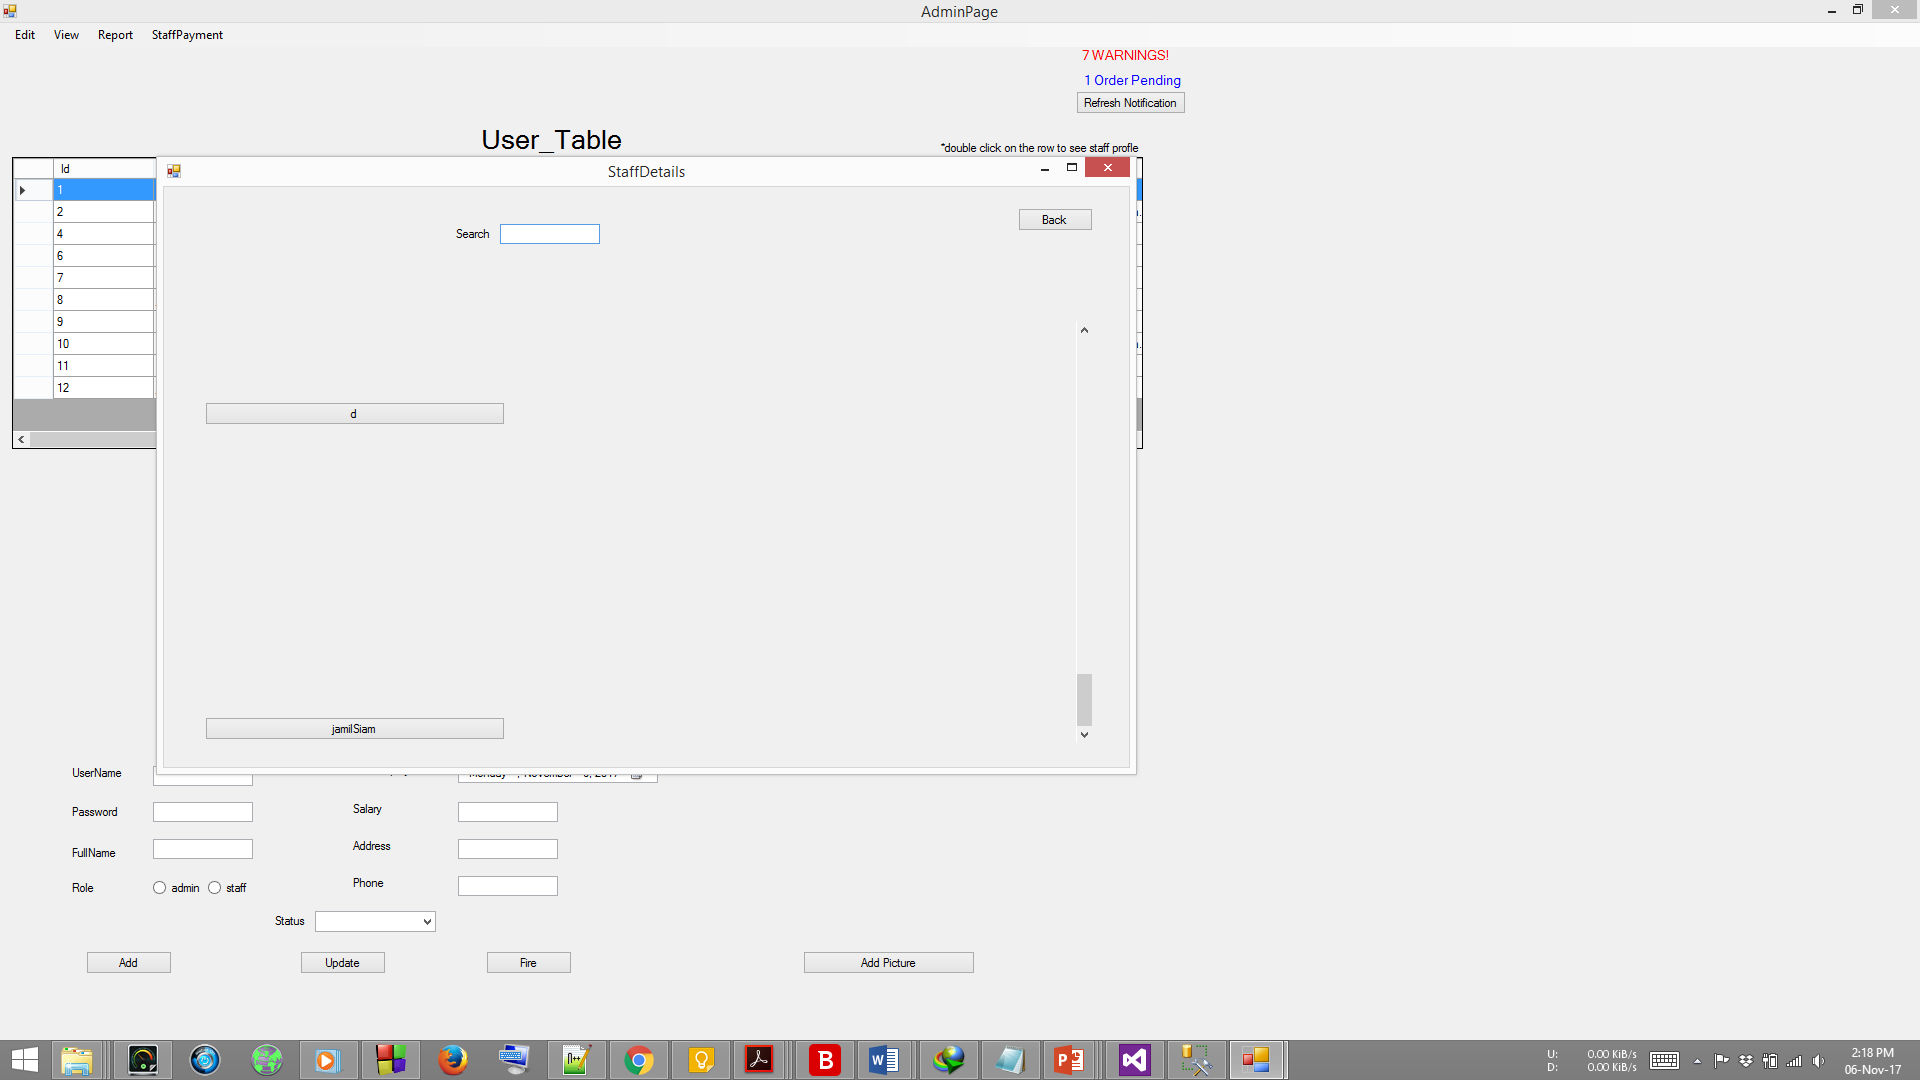 AdminPage
Edit View Report StaffPayment
7 WARNINGS!
1 Order Pending
Refresh Notification
User_Table
*double click on the row to see staff profle
Id
StaffDetails
1
2
4
6
7
8
9
10
11
12
Back
Search
d
jamilSiam
UserName
Password
Salary
FullName
Address
Role admin staff
Phone
Status
Add Update Fire Add Picture
U: 0.00 KiB/s
D: 0.00 KiB/s
2:18 PM
06-Nov-17